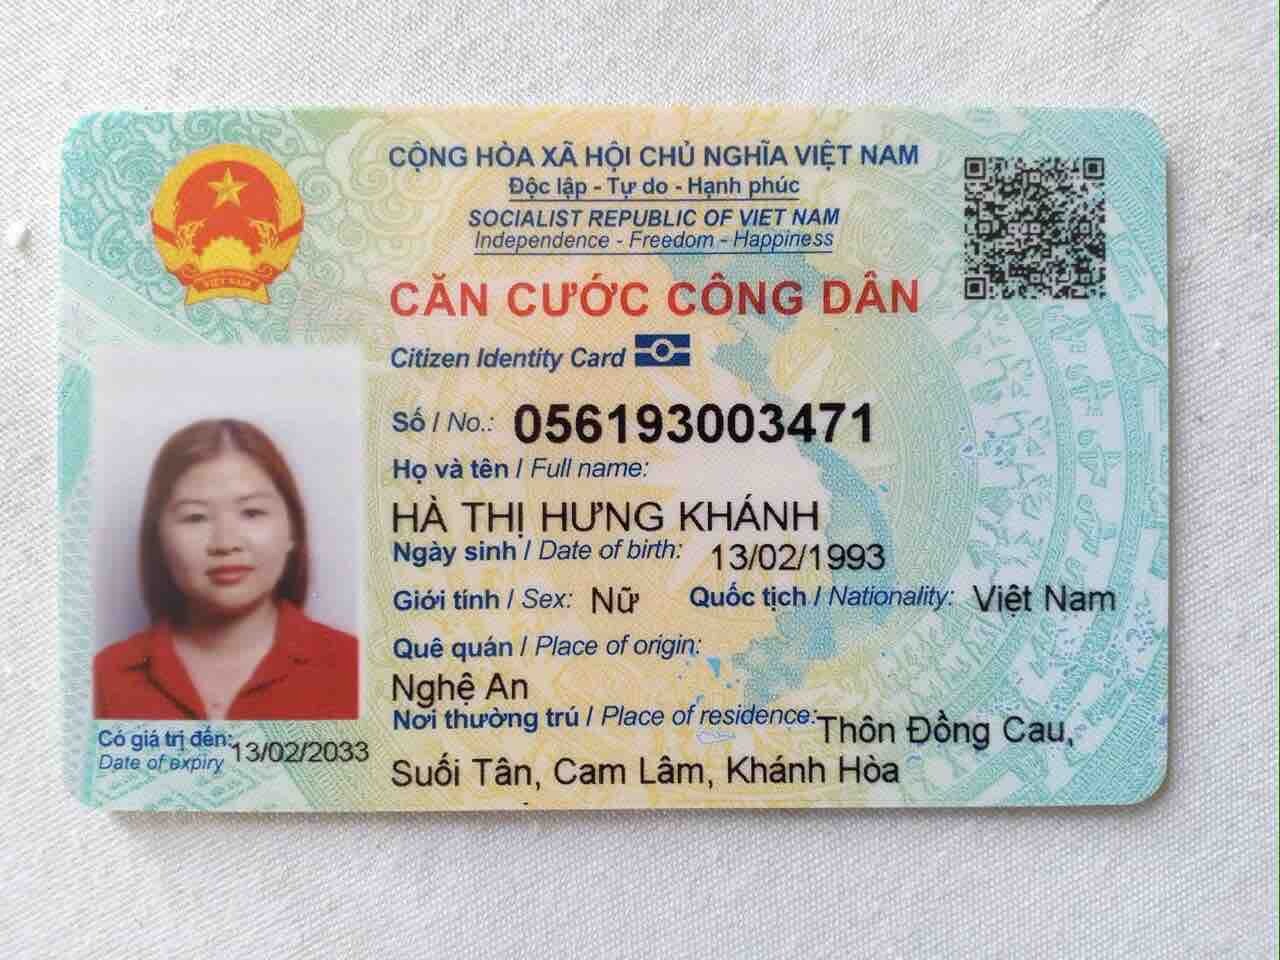 CỘNG HÒA XÃ HỘI CHỦ NGHĨA VIỆT NAM
Độc lập - Tự do - Hạnh phúc
SOCIALIST REPUBLIC OF VIET NAM
Independence - Freedom - Happiness
CĂN CƯỚC CÔNG DÂN
Citizen Identity Card
VIỆT NAM
Số / No.: 056193003471
Họ và tên / Full name:
HÀ THỊ HƯNG KHÁNH
Ngày sinh / Date of birth: 13/02/1993
Giới tính / Sex: Nữ Quốc tịch / Nationality: Việt Nam
Quê quán / Place of origin:
Nghệ An
Nơi thường trú / Place of residence: Thôn Đồng Cau,
Suối Tân, Cam Lâm, Khánh Hòa
Có giá trị đến: 13/02/2033
Date of expiry